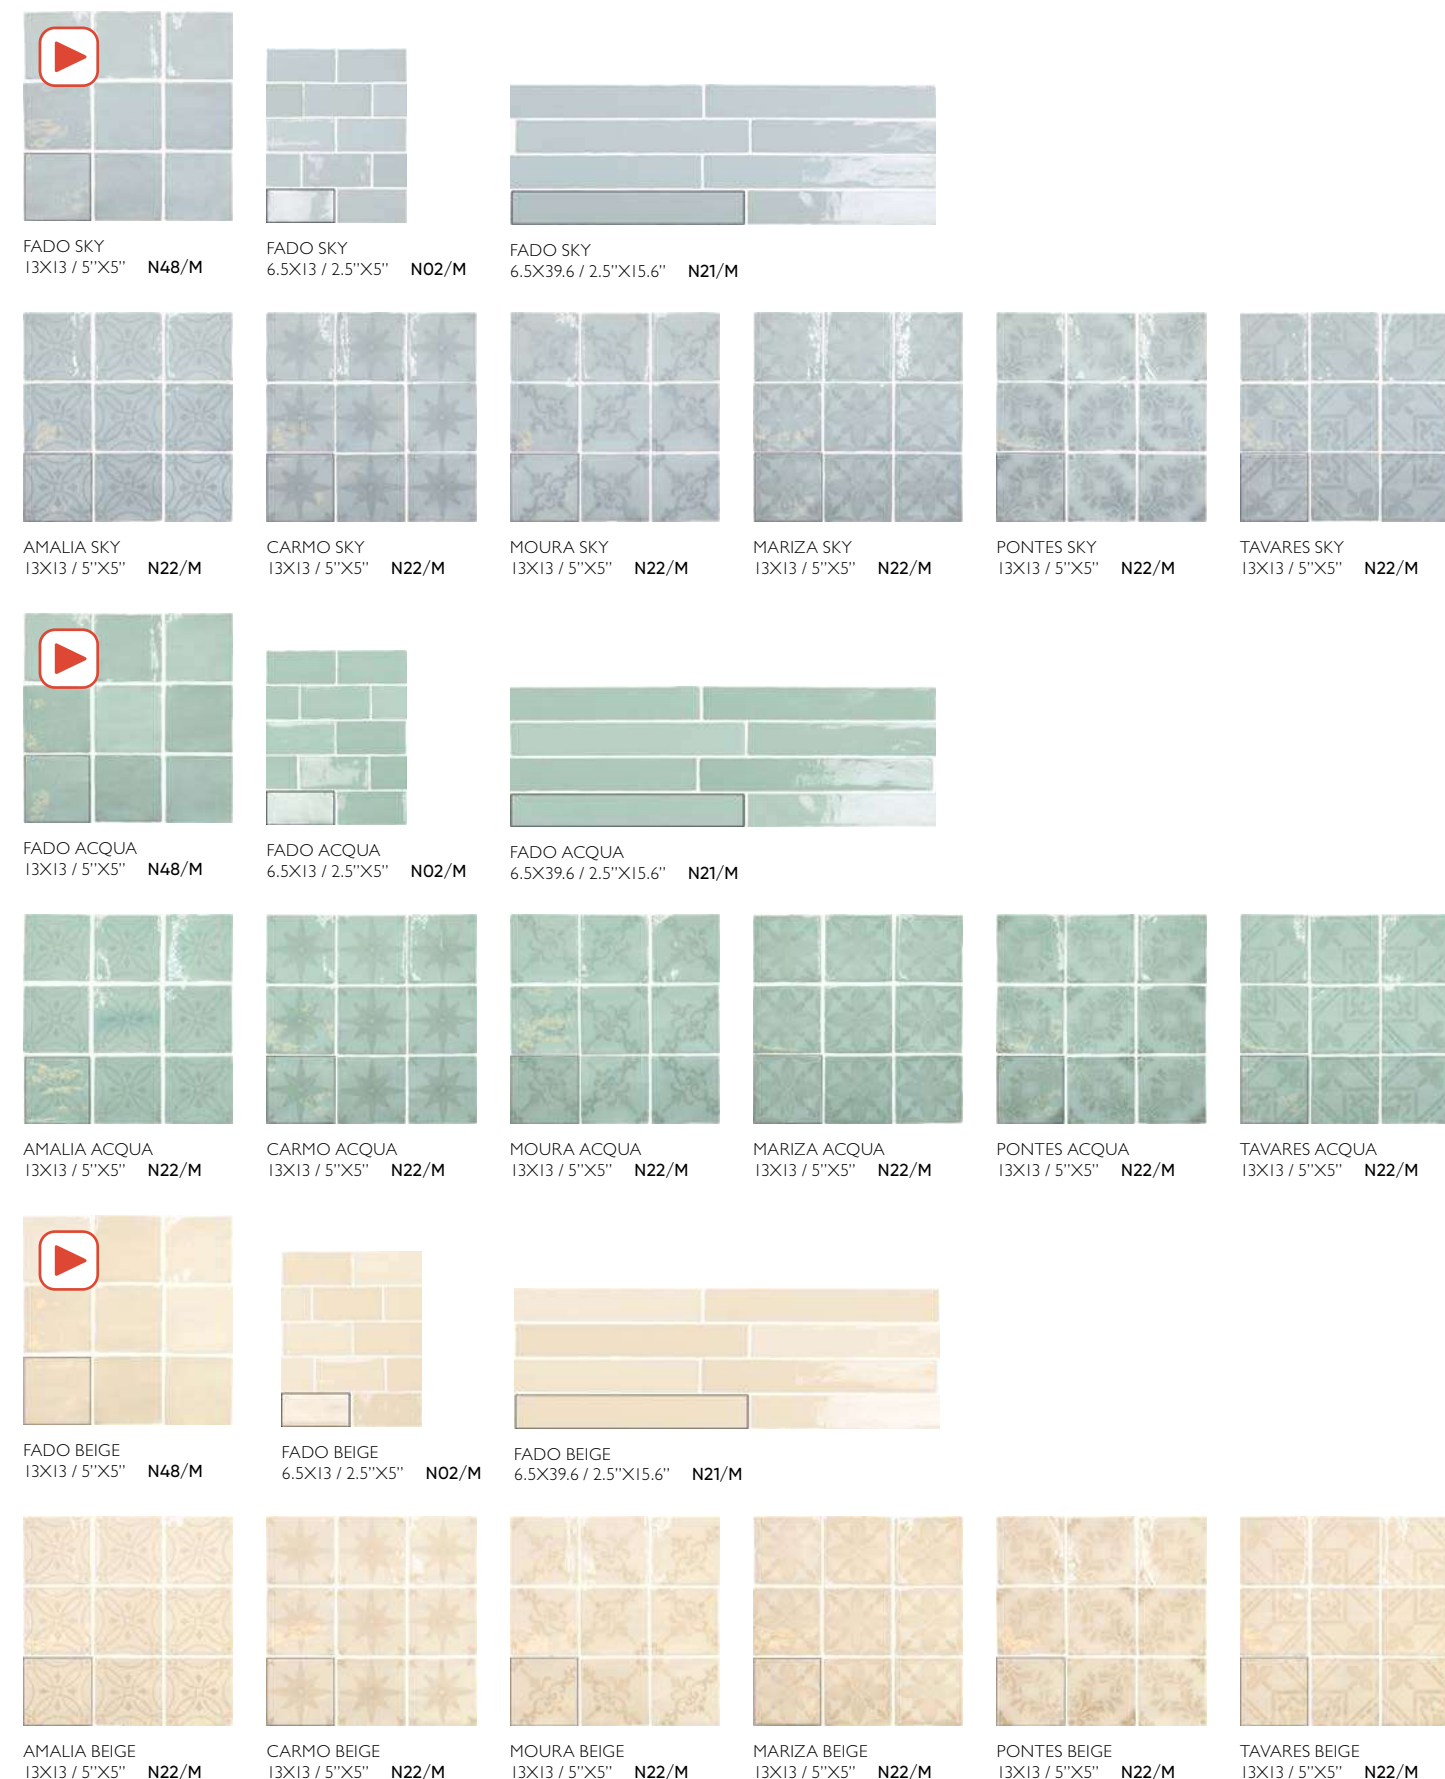 FADO SKY
13X13 / 5"X5" N48/M
FADO SKY
6.5X13 / 2.5"X5" N02/M
FADO SKY
6.5X39.6 / 2.5"X15.6" N21/M
AMALIA SKY
13X13 / 5"X5" N22/M
CARMO SKY
13X13 / 5"X5" N22/M
MOURA SKY
13X13 / 5"X5" N22/M
MARIZA SKY
13X13 / 5"X5" N22/M
PONTES SKY
13X13 / 5"X5" N22/M
TAVARES SKY
13X13 / 5"X5" N22/M
FADO ACQUA
13X13 / 5"X5" N48/M
FADO ACQUA
6.5X13 / 2.5"X5" N02/M
FADO ACQUA
6.5X39.6 / 2.5"X15.6" N21/M
AMALIA ACQUA
13X13 / 5"X5" N22/M
CARMO ACQUA
13X13 / 5"X5" N22/M
MOURA ACQUA
13X13 / 5"X5" N22/M
MARIZA ACQUA
13X13 / 5"X5" N22/M
PONTES ACQUA
13X13 / 5"X5" N22/M
TAVARES ACQUA
13X13 / 5"X5" N22/M
FADO BEIGE
13X13 / 5"X5" N48/M
FADO BEIGE
6.5X13 / 2.5"X5" N02/M
FADO BEIGE
6.5X39.6 / 2.5"X15.6" N21/M
AMALIA BEIGE
13X13 / 5"X5" N22/M
CARMO BEIGE
13X13 / 5"X5" N22/M
MOURA BEIGE
13X13 / 5"X5" N22/M
MARIZA BEIGE
13X13 / 5"X5" N22/M
PONTES BEIGE
13X13 / 5"X5" N22/M
TAVARES BEIGE
13X13 / 5"X5" N22/M